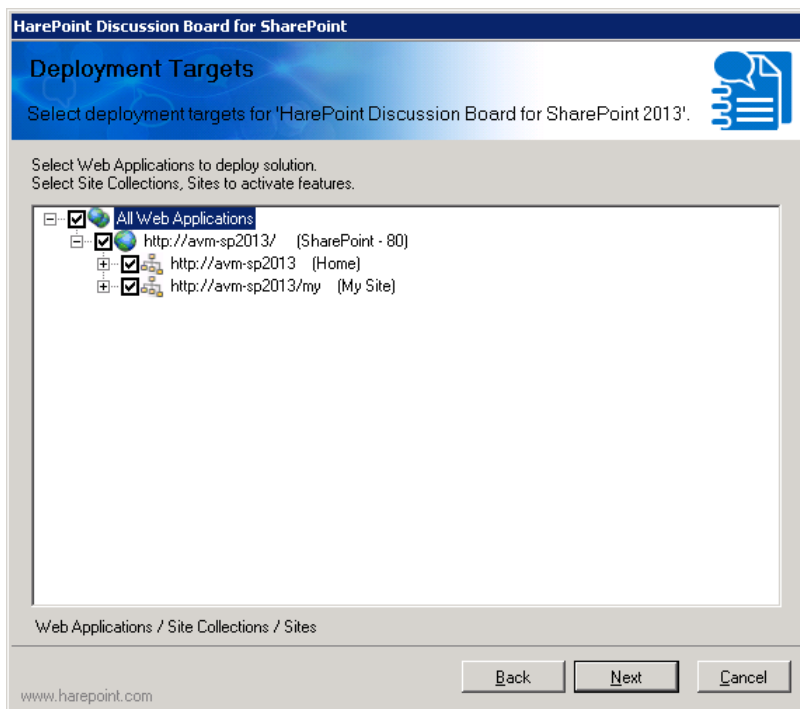 HarePoint Discussion Board for SharePoint
Deployment Targets
Select deployment targets for 'HarePoint Discussion Board for SharePoint 2013'.
Select Web Applications to deploy solution.
Select Site Collections, Sites to activate features.
All Web Applications
http://avm-sp2013/ (SharePoint - 80)
http://avm-sp2013 (Home)
http://avm-sp2013/my (My Site)
Web Applications / Site Collections / Sites
Back Next Cancel
www.harepoint.com